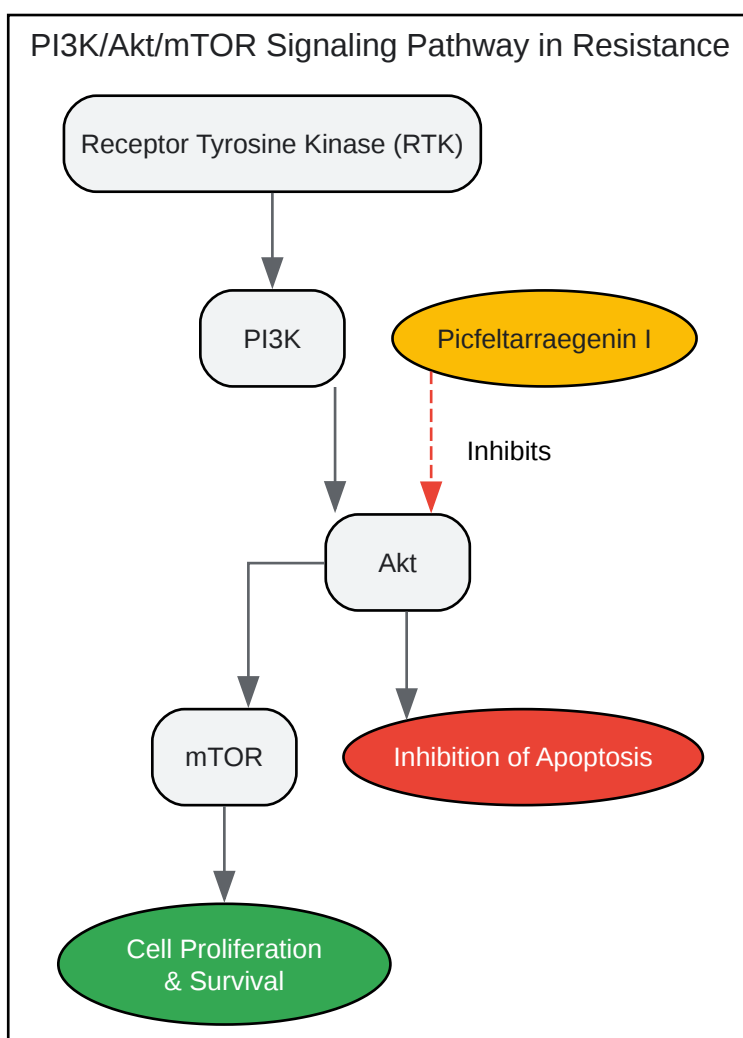 PI3K/Akt/mTOR Signaling Pathway in Resistance
Receptor Tyrosine Kinase (RTK)
PI3K
Picfeltarraegenin I
Inhibits
Akt
mTOR
Inhibition of Apoptosis
Cell Proliferation
& Survival